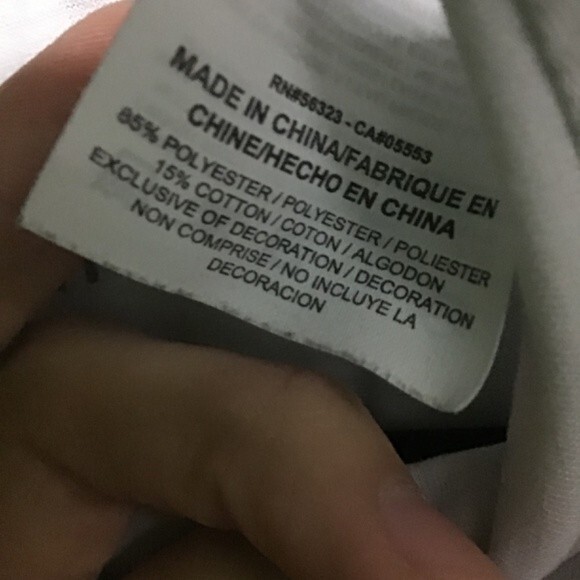 RN#56323 - CA#05553
MADE IN CHINA/FABRIQUE EN
CHINE/HECHO EN CHINA
85% POLYESTER / POLYESTER / POLIESTER
15% COTTON / COTON / ALGODON
EXCLUSIVE OF DECORATION / DECORATION
NON COMPRISE / NO INCLUYE LA
DECORACION